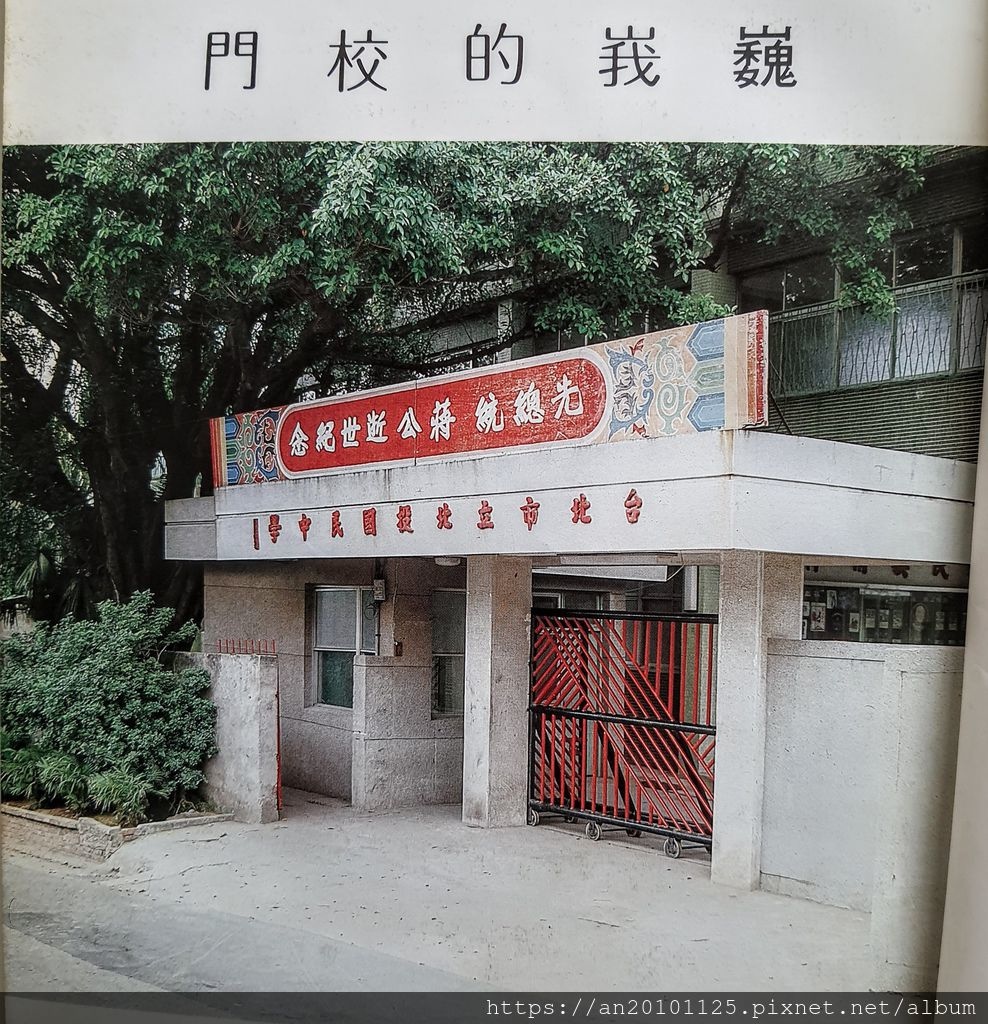 巍峩的校門
先總統 蔣公逝世紀念
台北市立北投國民中學
https://an20101125.pixnet.net/album